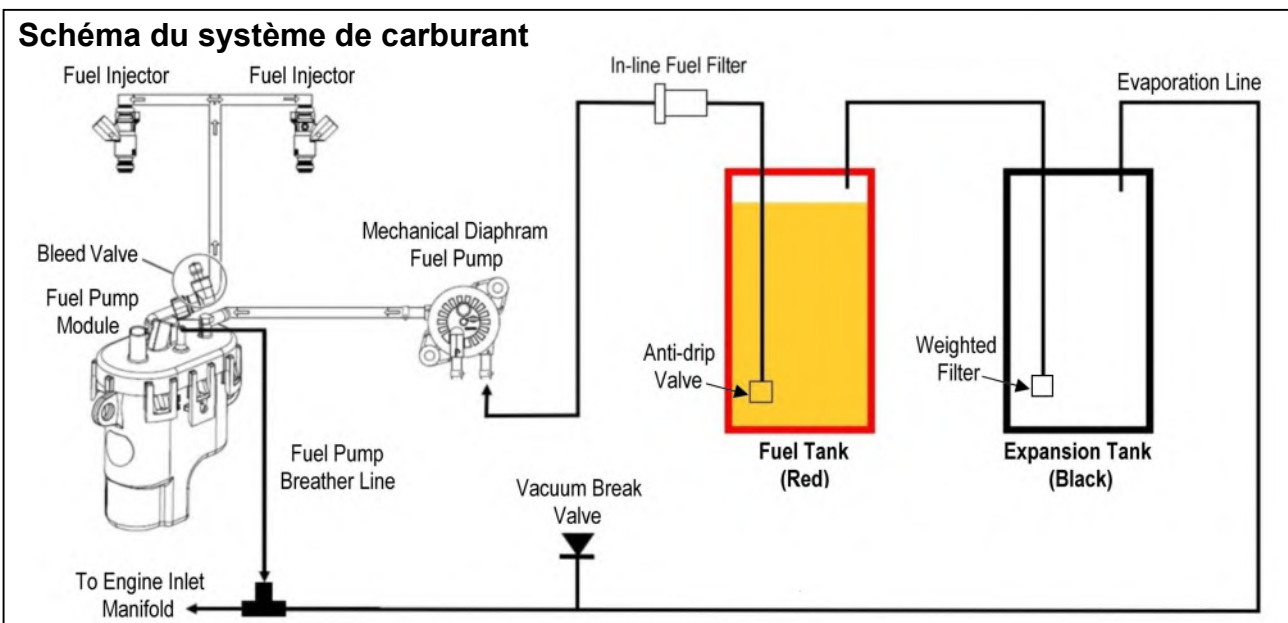 Schéma du système de carburant
Fuel Injector
Fuel Injector
In-line Fuel Filter
Evaporation Line
Mechanical Diaphram
Fuel Pump
Bleed Valve
Fuel Pump
Module
Anti-drip
Valve
Weighted
Filter
Fuel Tank
(Red)
Expansion Tank
(Black)
Fuel Pump
Breather Line
Vacuum Break
Valve
To Engine Inlet
Manifold